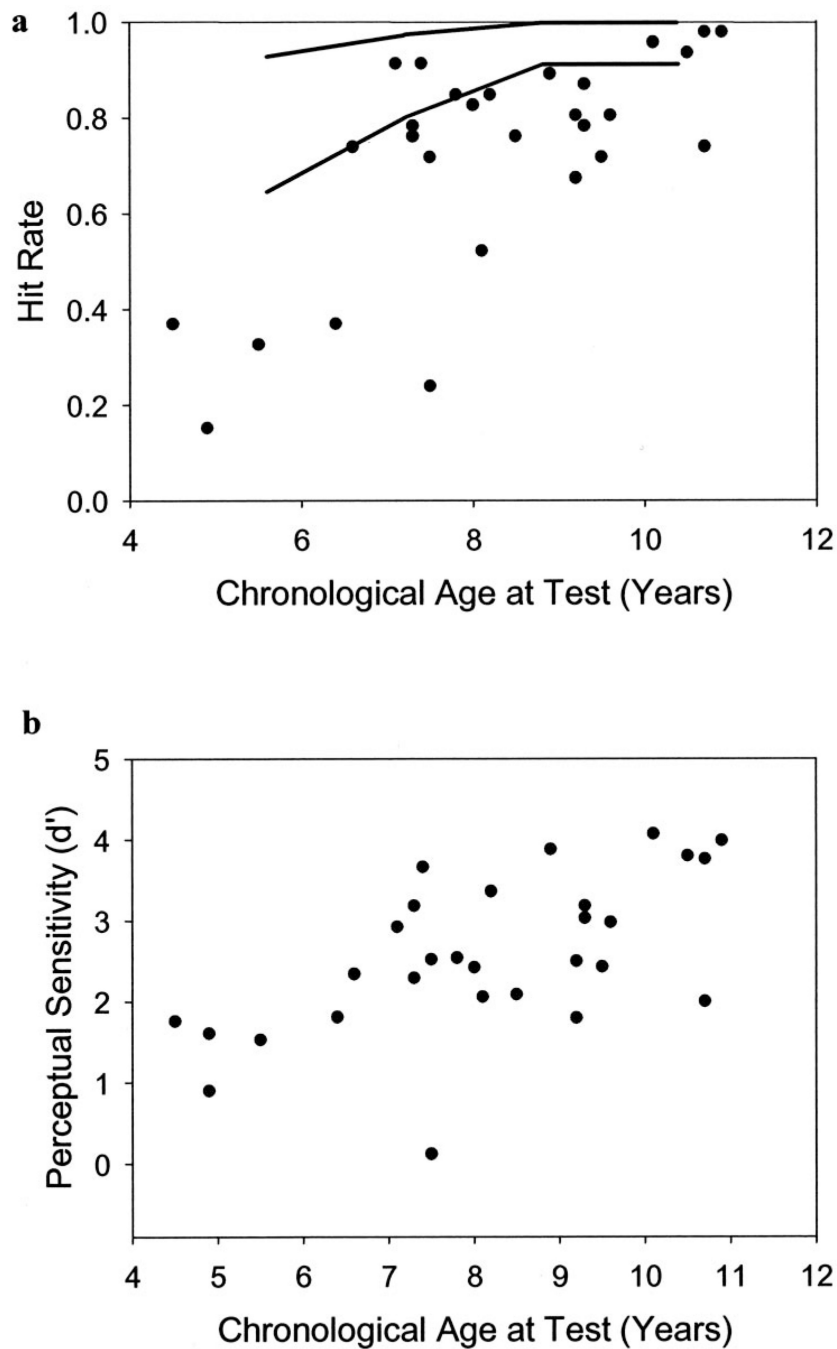 a
1.0
0.8
0.6
0.4
0.2
0.0
Hit Rate
4 6 8 10 12
Chronological Age at Test (Years)
b
5
4
3
2
1
0
Perceptual Sensitivity (d')
4 5 6 7 8 9 10 11 12
Chronological Age at Test (Years)